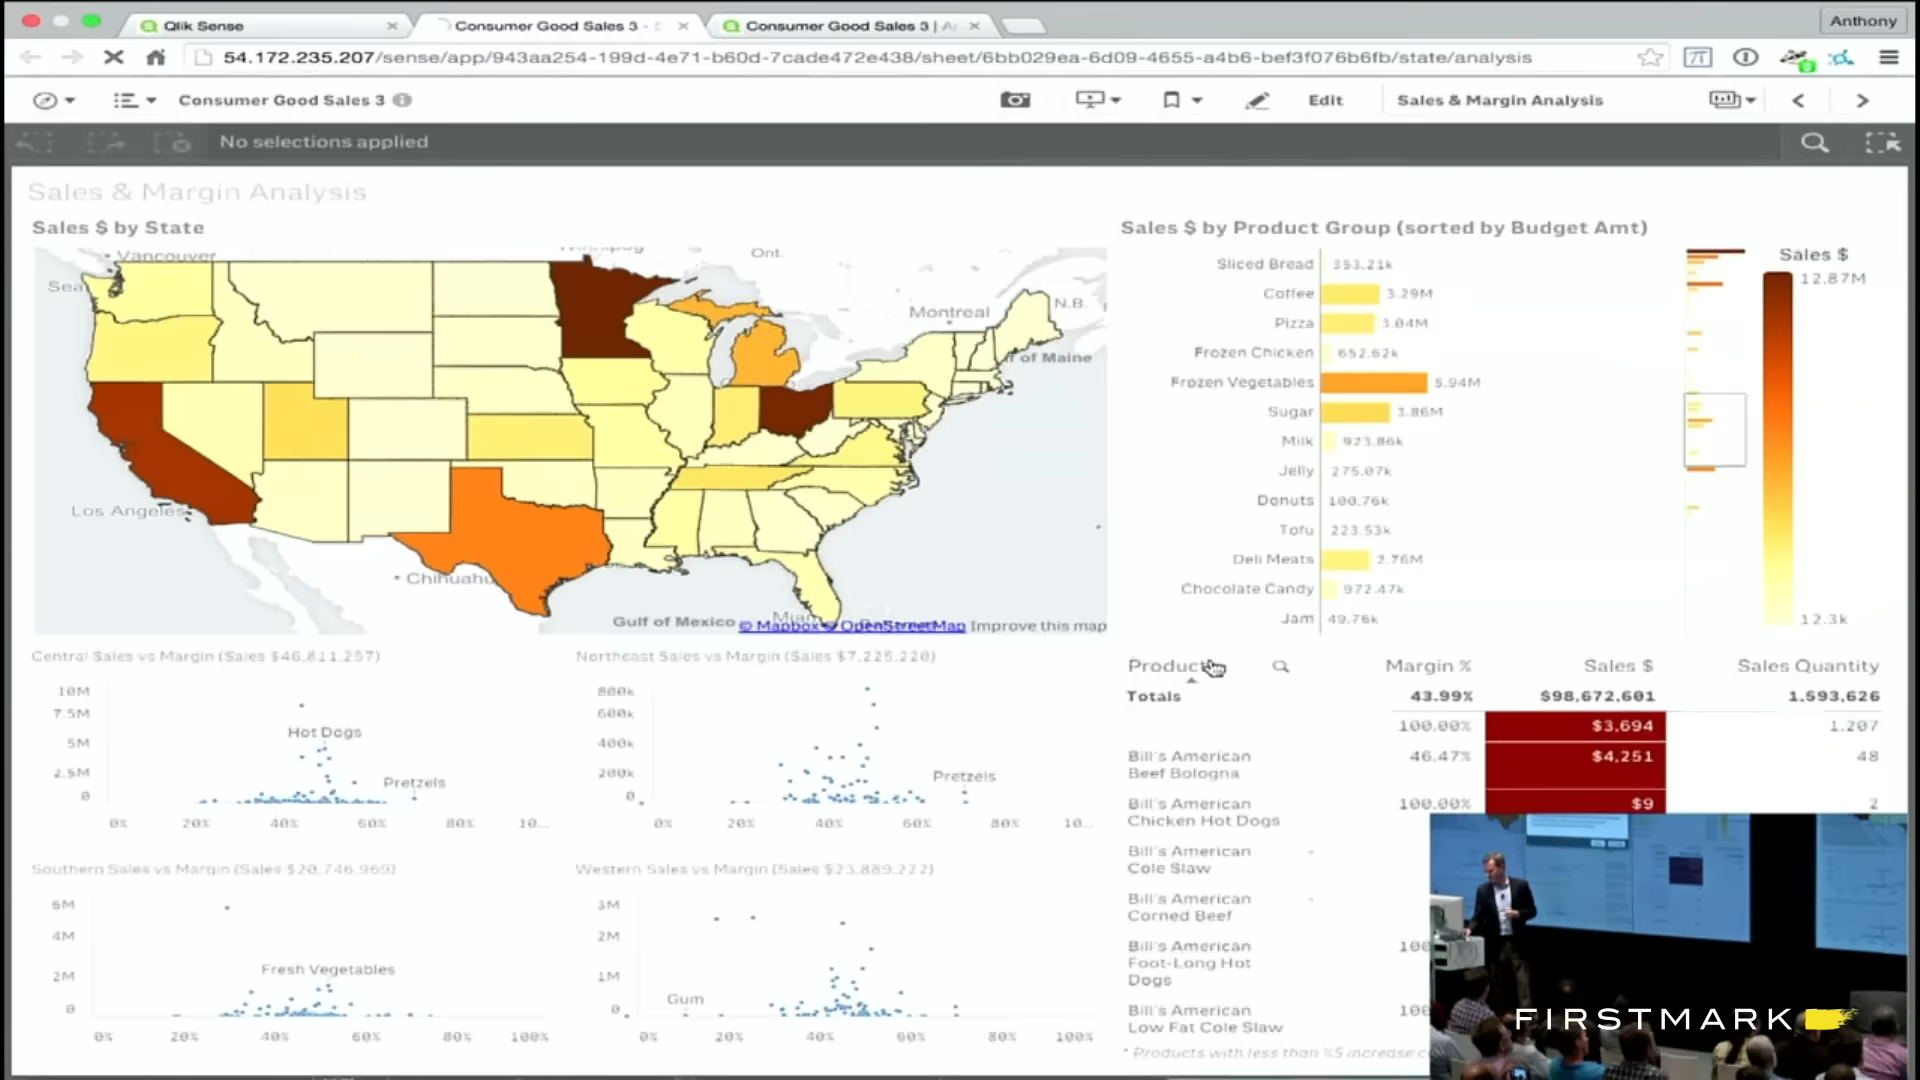 Qlik Sense
Consumer Good Sales 3 -
Consumer Good Sales 3 |
Anthony
54.172.235.207/sense/app/943aa254-199d-4e71-b60d-7cade472e438/sheet/6bb029ea-6d09-4655-a4b6-bef3f076b6fb/state/analysis
Consumer Good Sales 3
Edit
Sales & Margin Analysis
No selections applied
Sales & Margin Analysis
Sales $ by State
Vancouver
Winnipeg
Ont.
Sea
Montreal
N.B.
of Maine
Los Angeles
Chihuahu
Gulf of Mexico
Miami
© Mapbox © OpenStreetMap Improve this map
Sales $ by Product Group (sorted by Budget Amt)
Sliced Bread 353.21k
Coffee 3.29M
Pizza 3.04M
Frozen Chicken 652.62k
Frozen Vegetables 5.94M
Sugar 3.86M
Milk 923.86k
Jelly 275.07k
Donuts 100.76k
Tofu 223.53k
Deli Meats 2.76M
Chocolate Candy 972.47k
Jam 49.76k
Sales $
12.87M
12.3k
Central Sales vs Margin (Sales $46,811,257)
10M
7.5M
5M
2.5M
0
Hot Dogs
Pretzels
0% 20% 40% 60% 80% 10...
Northeast Sales vs Margin (Sales $7,225,220)
800k
600k
400k
200k
0
Pretzels
0% 20% 40% 60% 80% 10...
Southern Sales vs Margin (Sales $20,746,969)
6M
4M
2M
0
Fresh Vegetables
0% 20% 40% 60% 80% 100%
Western Sales vs Margin (Sales $23,889,222)
3M
2M
1M
0
Gum
0% 20% 40% 60% 80% 100%
Product Margin % Sales $ Sales Quantity
Totals 43.99% $98,672,601 1,593,626
100.00% $3,694 1,207
Bill's American 46.47% $4,251 48
Beef Bologna
Bill's American 100.00% $9 2
Chicken Hot Dogs
Bill's American -
Cole Slaw
Bill's American -
Corned Beef
Bill's American 100
Foot-Long Hot
Dogs
Bill's American 100
Low Fat Cole Slaw
* Products with less than %5 increase
FIRSTMARK